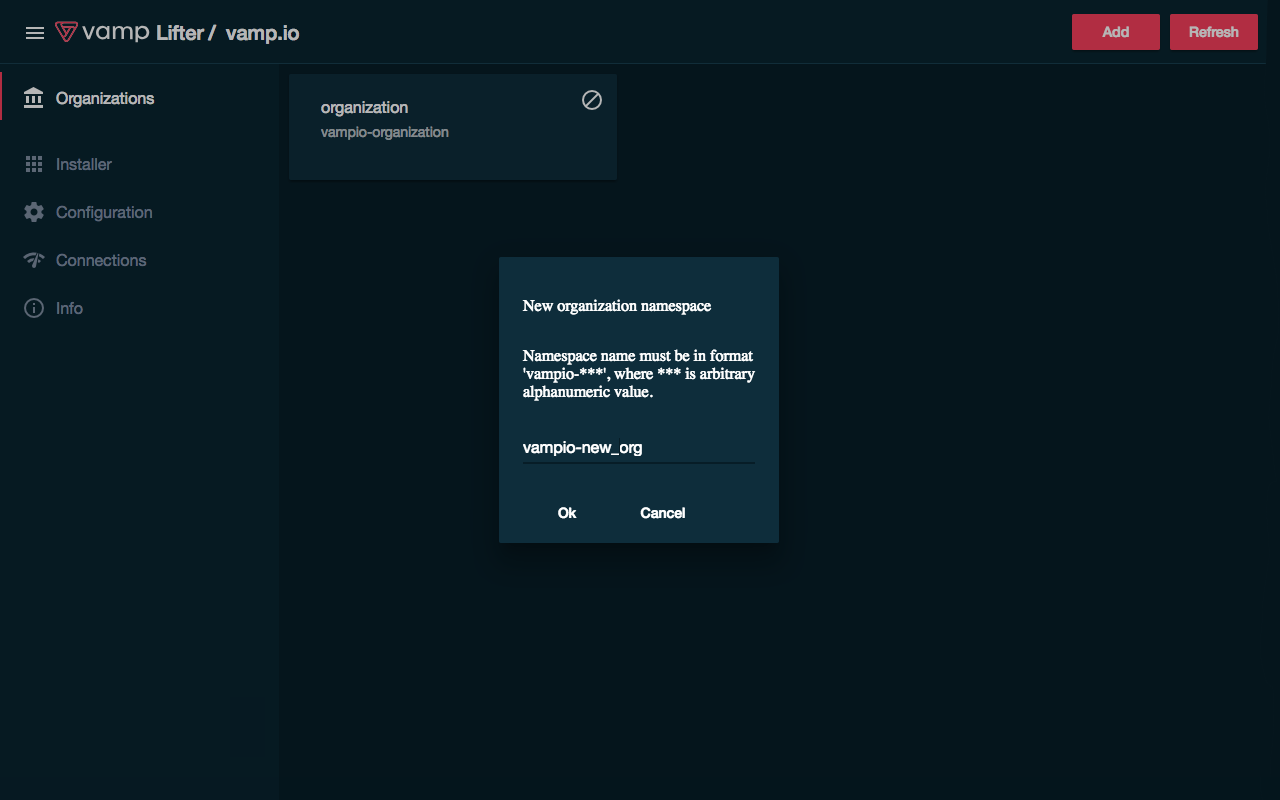 vamp Lifter / vamp.io
Add
Refresh
Organizations
Installer
Configuration
Connections
Info
organization
vampio-organization
New organization namespace
Namespace name must be in format
'vampio-***', where *** is arbitrary
alphanumeric value.
vampio-new_org
Ok
Cancel